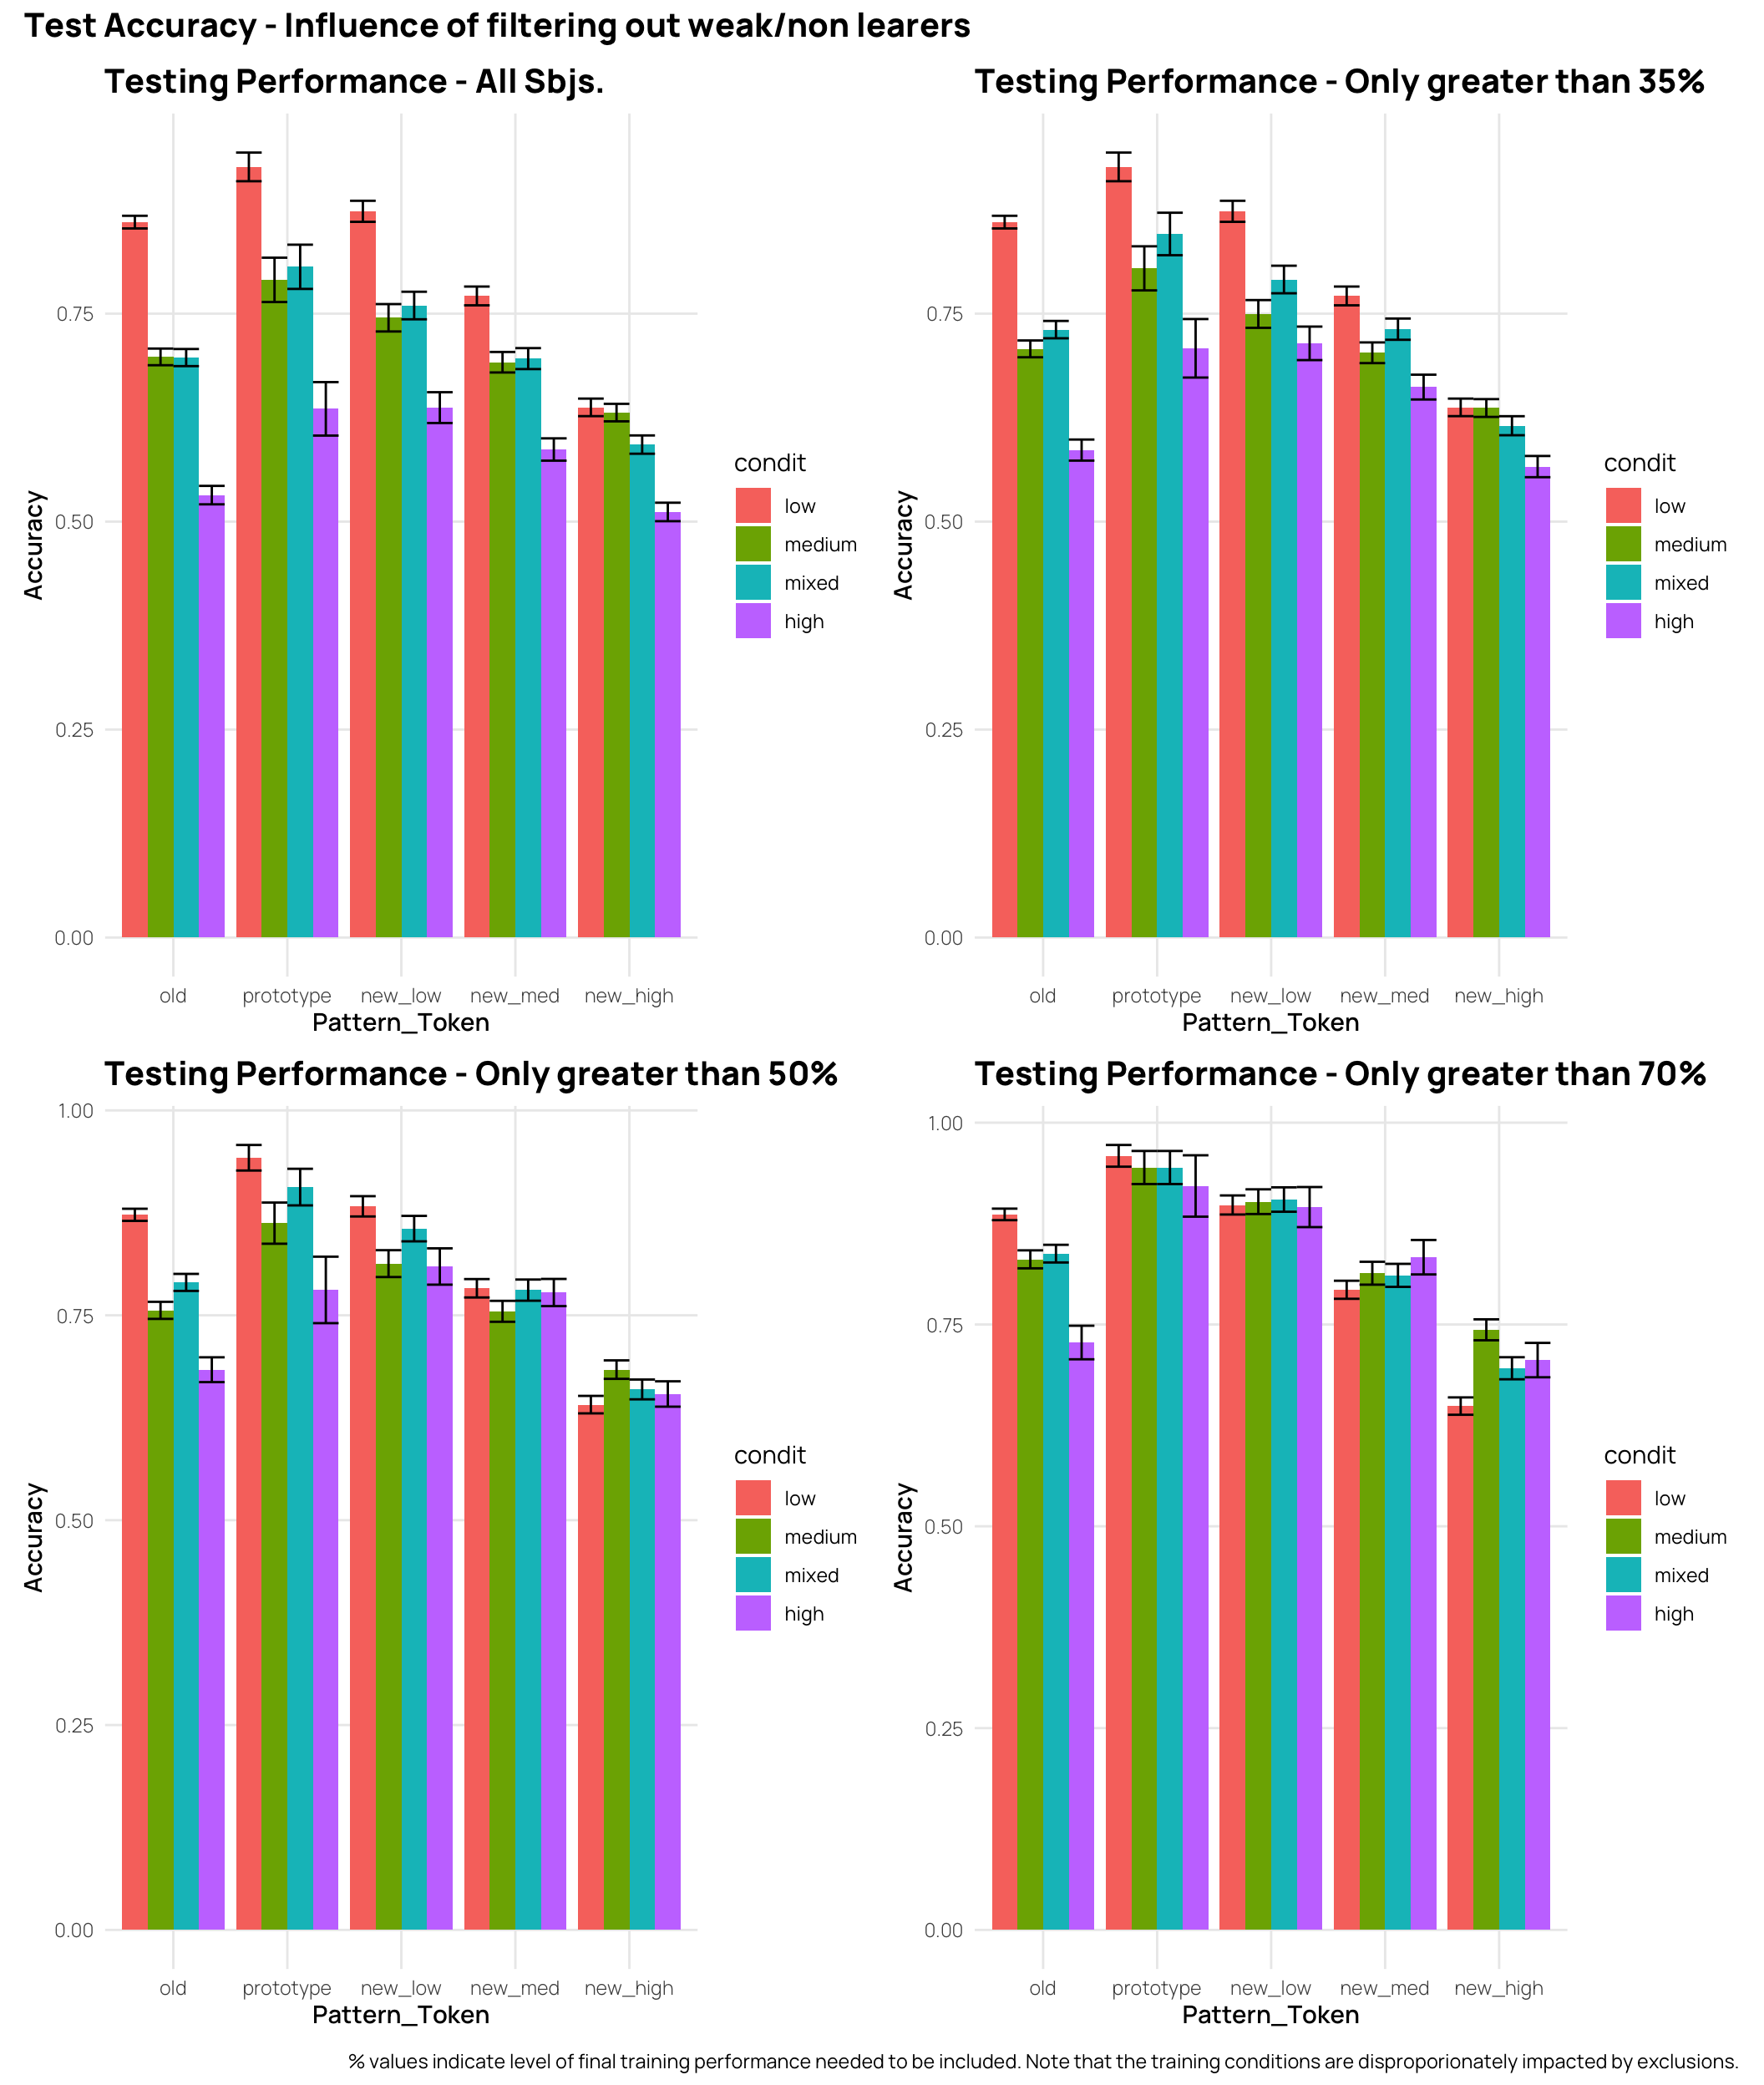 Test Accuracy - Influence of filtering out weak/non learers
Testing Performance - All Sbjs.
Accuracy
0.75
0.50
0.25
0.00
old prototype new_low new_med new_high
Pattern_Token
condit
low
medium
mixed
high
Testing Performance - Only greater than 35%
Accuracy
0.75
0.50
0.25
0.00
old prototype new_low new_med new_high
Pattern_Token
condit
low
medium
mixed
high
Testing Performance - Only greater than 50%
Accuracy
1.00
0.75
0.50
0.25
0.00
old prototype new_low new_med new_high
Pattern_Token
condit
low
medium
mixed
high
Testing Performance - Only greater than 70%
Accuracy
1.00
0.75
0.50
0.25
0.00
old prototype new_low new_med new_high
Pattern_Token
condit
low
medium
mixed
high
% values indicate level of final training performance needed to be included. Note that the training conditions are disproporionately impacted by exclusions.